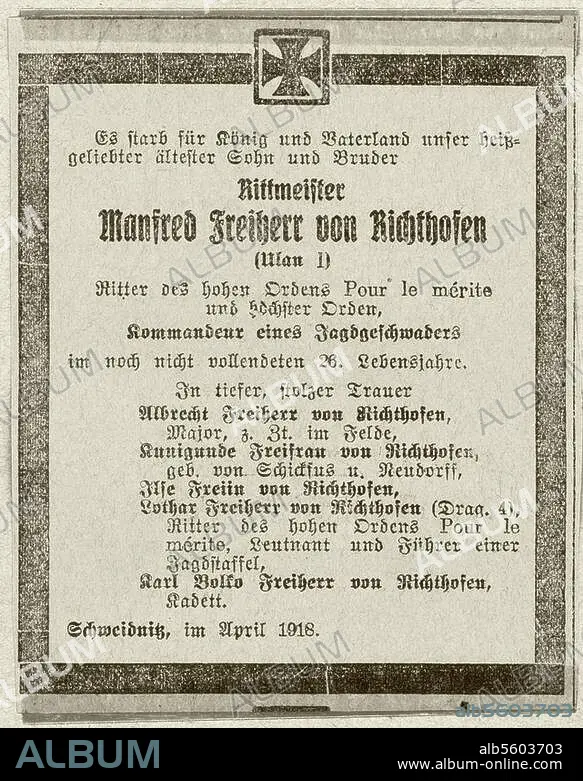 Es starb für König und Vaterland unser heiß-
geliebter ältester Sohn und Bruder
Rittmeister
Manfred Freiherr von Richthofen
(Ulan 1)
Ritter des hohen Ordens Pour le mérite
und höchster Orden,
Kommandeur eines Jagdgeschwaders
im noch nicht vollendeten 26. Lebensjahre.
In tiefer, stolzer Trauer
Albrecht Freiherr von Richthofen,
Major, z. Zt. im Felde,
Kunigunde Freifrau von Richthofen,
geb. von Schickfus u. Neudorff,
Ilse Freiin von Richthofen,
Lothar Freiherr von Richthofen (Drag. 4),
Ritter des hohen Ordens Pour le
mérite, Leutnant und Führer einer
Jagdstaffel,
Karl Bolko Freiherr von Richthofen,
Kadett.
Schweidnitz, im April 1918.
ab5603703
ALBUM
ab5603703
www.album-online.com